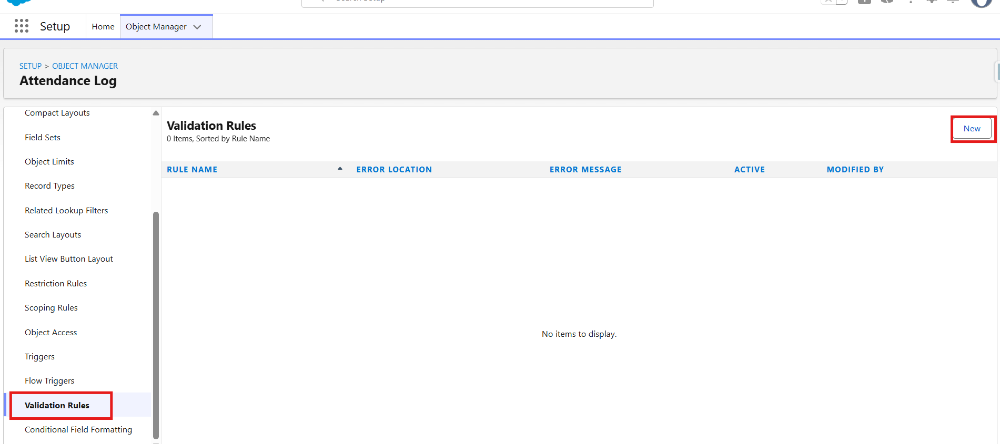 Setup
Home
Object Manager
SETUP > OBJECT MANAGER
Attendance Log
Compact Layouts
Field Sets
Object Limits
Record Types
Related Lookup Filters
Search Layouts
List View Button Layout
Restriction Rules
Scoping Rules
Object Access
Triggers
Flow Triggers
Validation Rules
Conditional Field Formatting
Validation Rules
0 Items, Sorted by Rule Name
New
RULE NAME ERROR LOCATION ERROR MESSAGE ACTIVE MODIFIED BY
No items to display.